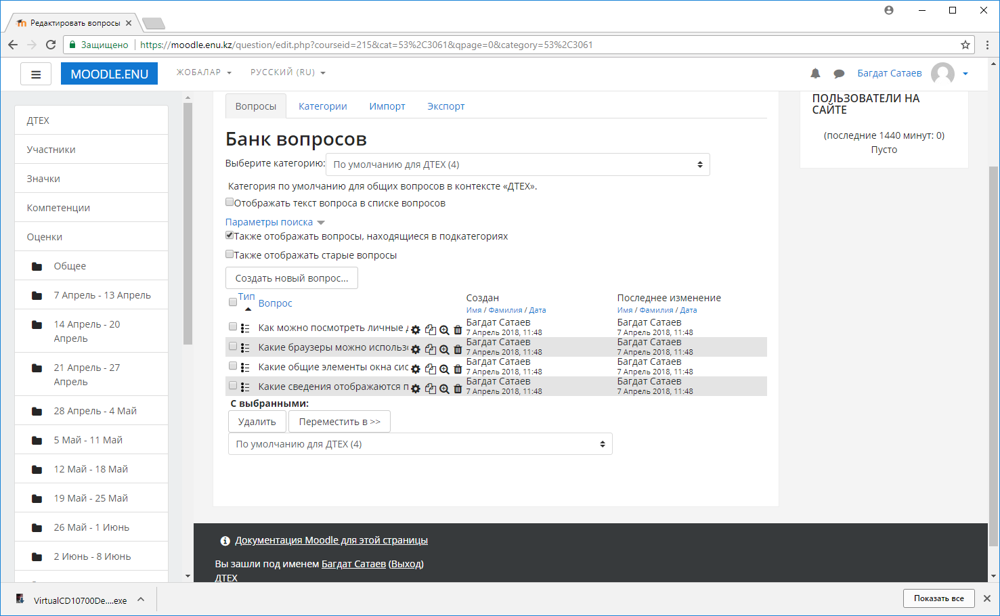 Редактировать вопросы
Защищено
https://moodle.enu.kz/question/edit.php?courseid=215&cat=53%2C3061&qpage=0&category=53%2C3061
MOODLE.ENU
ЖОБАЛАР
РУССКИЙ (RU)
Багдат Сатаев
ДТЕХ
Участники
Значки
Компетенции
Оценки
Общее
7 Апрель - 13 Апрель
14 Апрель - 20
Апрель
21 Апрель - 27
Апрель
28 Апрель - 4 Май
5 Май - 11 Май
12 Май - 18 Май
19 Май - 25 Май
26 Май - 1 Июнь
2 Июнь - 8 Июнь
Вопросы
Категории
Импорт
Экспорт
Банк вопросов
Выберите категорию:
По умолчанию для ДТЕХ (4)
Категория по умолчанию для общих вопросов в контексте «ДТЕХ».
Отображать текст вопроса в списке вопросов
Параметры поиска
Также отображать вопросы, находящиеся в подкатегориях
Также отображать старые вопросы
Создать новый вопрос...
Тип
Вопрос
Создан
Имя / Фамилия / Дата
Последнее изменение
Имя / Фамилия / Дата
Как можно посмотреть личные
Багдат Сатаев
7 Апрель 2018, 11:48
Багдат Сатаев
7 Апрель 2018, 11:48
Какие браузеры можно использо
Багдат Сатаев
7 Апрель 2018, 11:48
Багдат Сатаев
7 Апрель 2018, 11:48
Какие общие элементы окна сис
Багдат Сатаев
7 Апрель 2018, 11:48
Багдат Сатаев
7 Апрель 2018, 11:48
Какие сведения отображаются п
Багдат Сатаев
7 Апрель 2018, 11:48
Багдат Сатаев
7 Апрель 2018, 11:48
С выбранными:
Удалить
Переместить в >>
По умолчанию для ДТЕХ (4)
ПОЛЬЗОВАТЕЛИ НА
САЙТЕ
(последние 1440 минут: 0)
Пусто
Документация Moodle для этой страницы
Вы зашли под именем Багдат Сатаев (Выход)
ДТЕХ
VirtualCD10700De....exe
Показать все